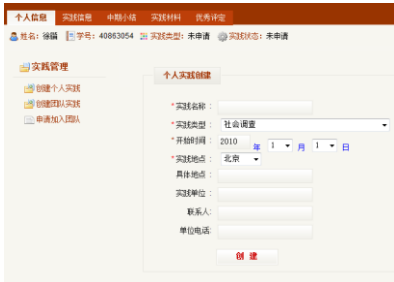 个人信息 实践信息 中期小结 实践材料 优秀评定
姓名：徐娟 学号：40863054 实践类型：未申请 实践状态：未申请
实践管理
创建个人实践
创建团队实践
申请加入团队
个人实践创建
*实践名称：
*实践类型： 社会调查
*开始时间： 2010 年 1 月 1 日
*实践地点： 北京
具体地点：
实践单位：
联系人：
单位电话：
创 建